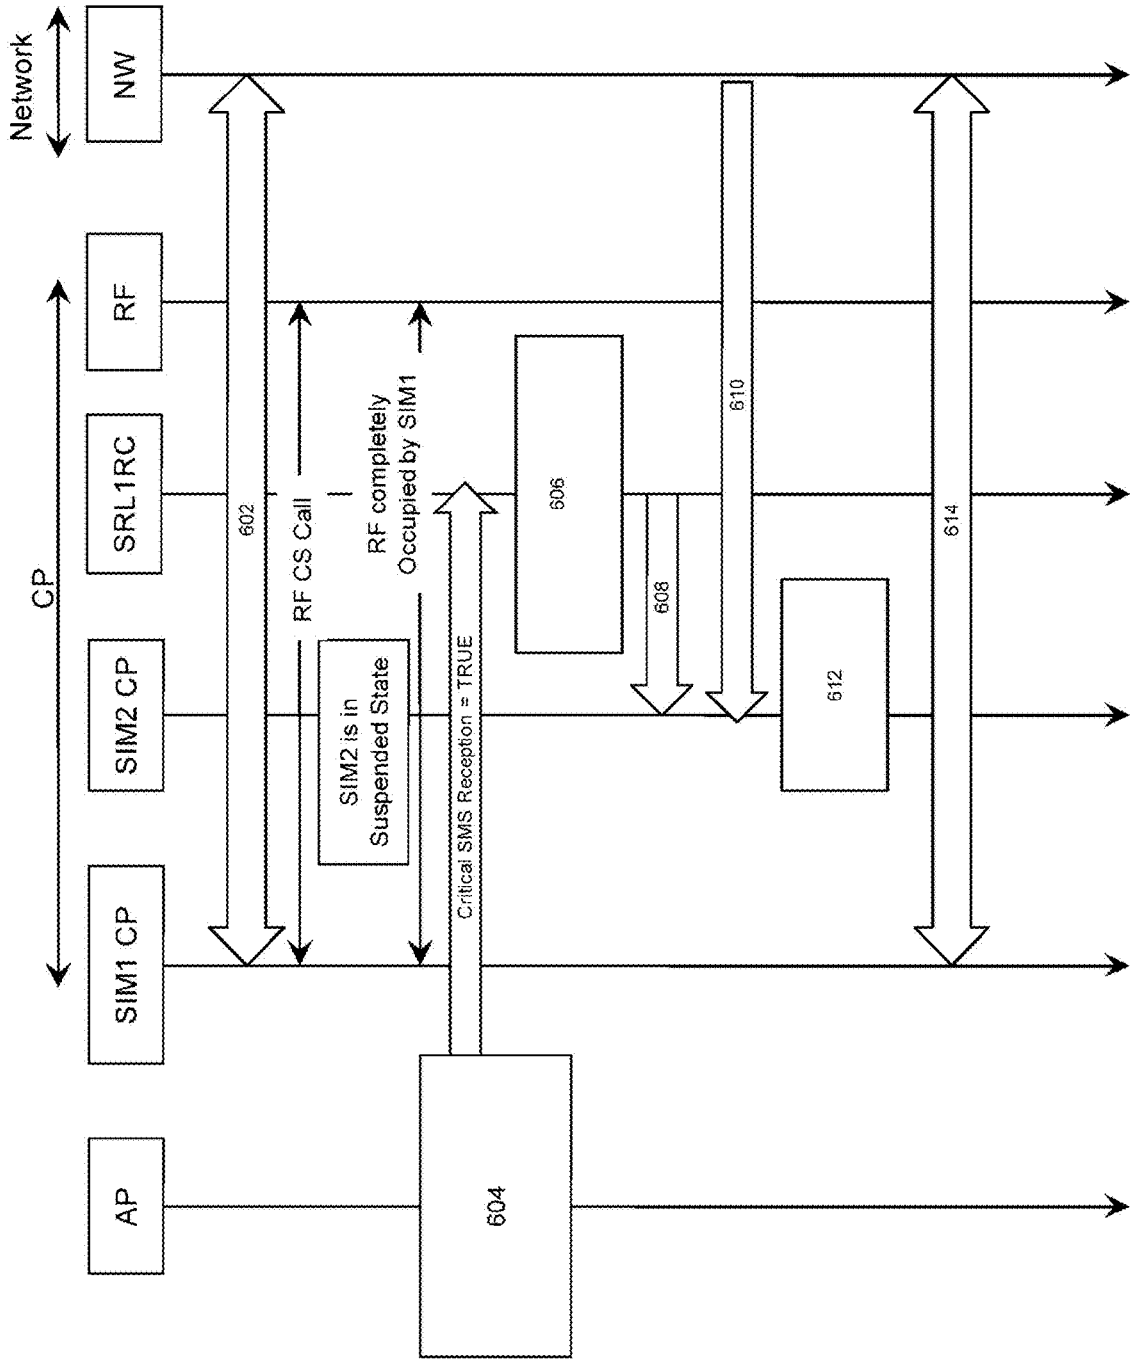 Network
CP
AP
SIM1 CP
SIM2 CP
SRL1RC
RF
NW
602
RF CS Call
SIM2 is in
Suspended State
RF completely
Occupied by SIM1
Critical SMS Reception = TRUE
604
606
608
610
612
614